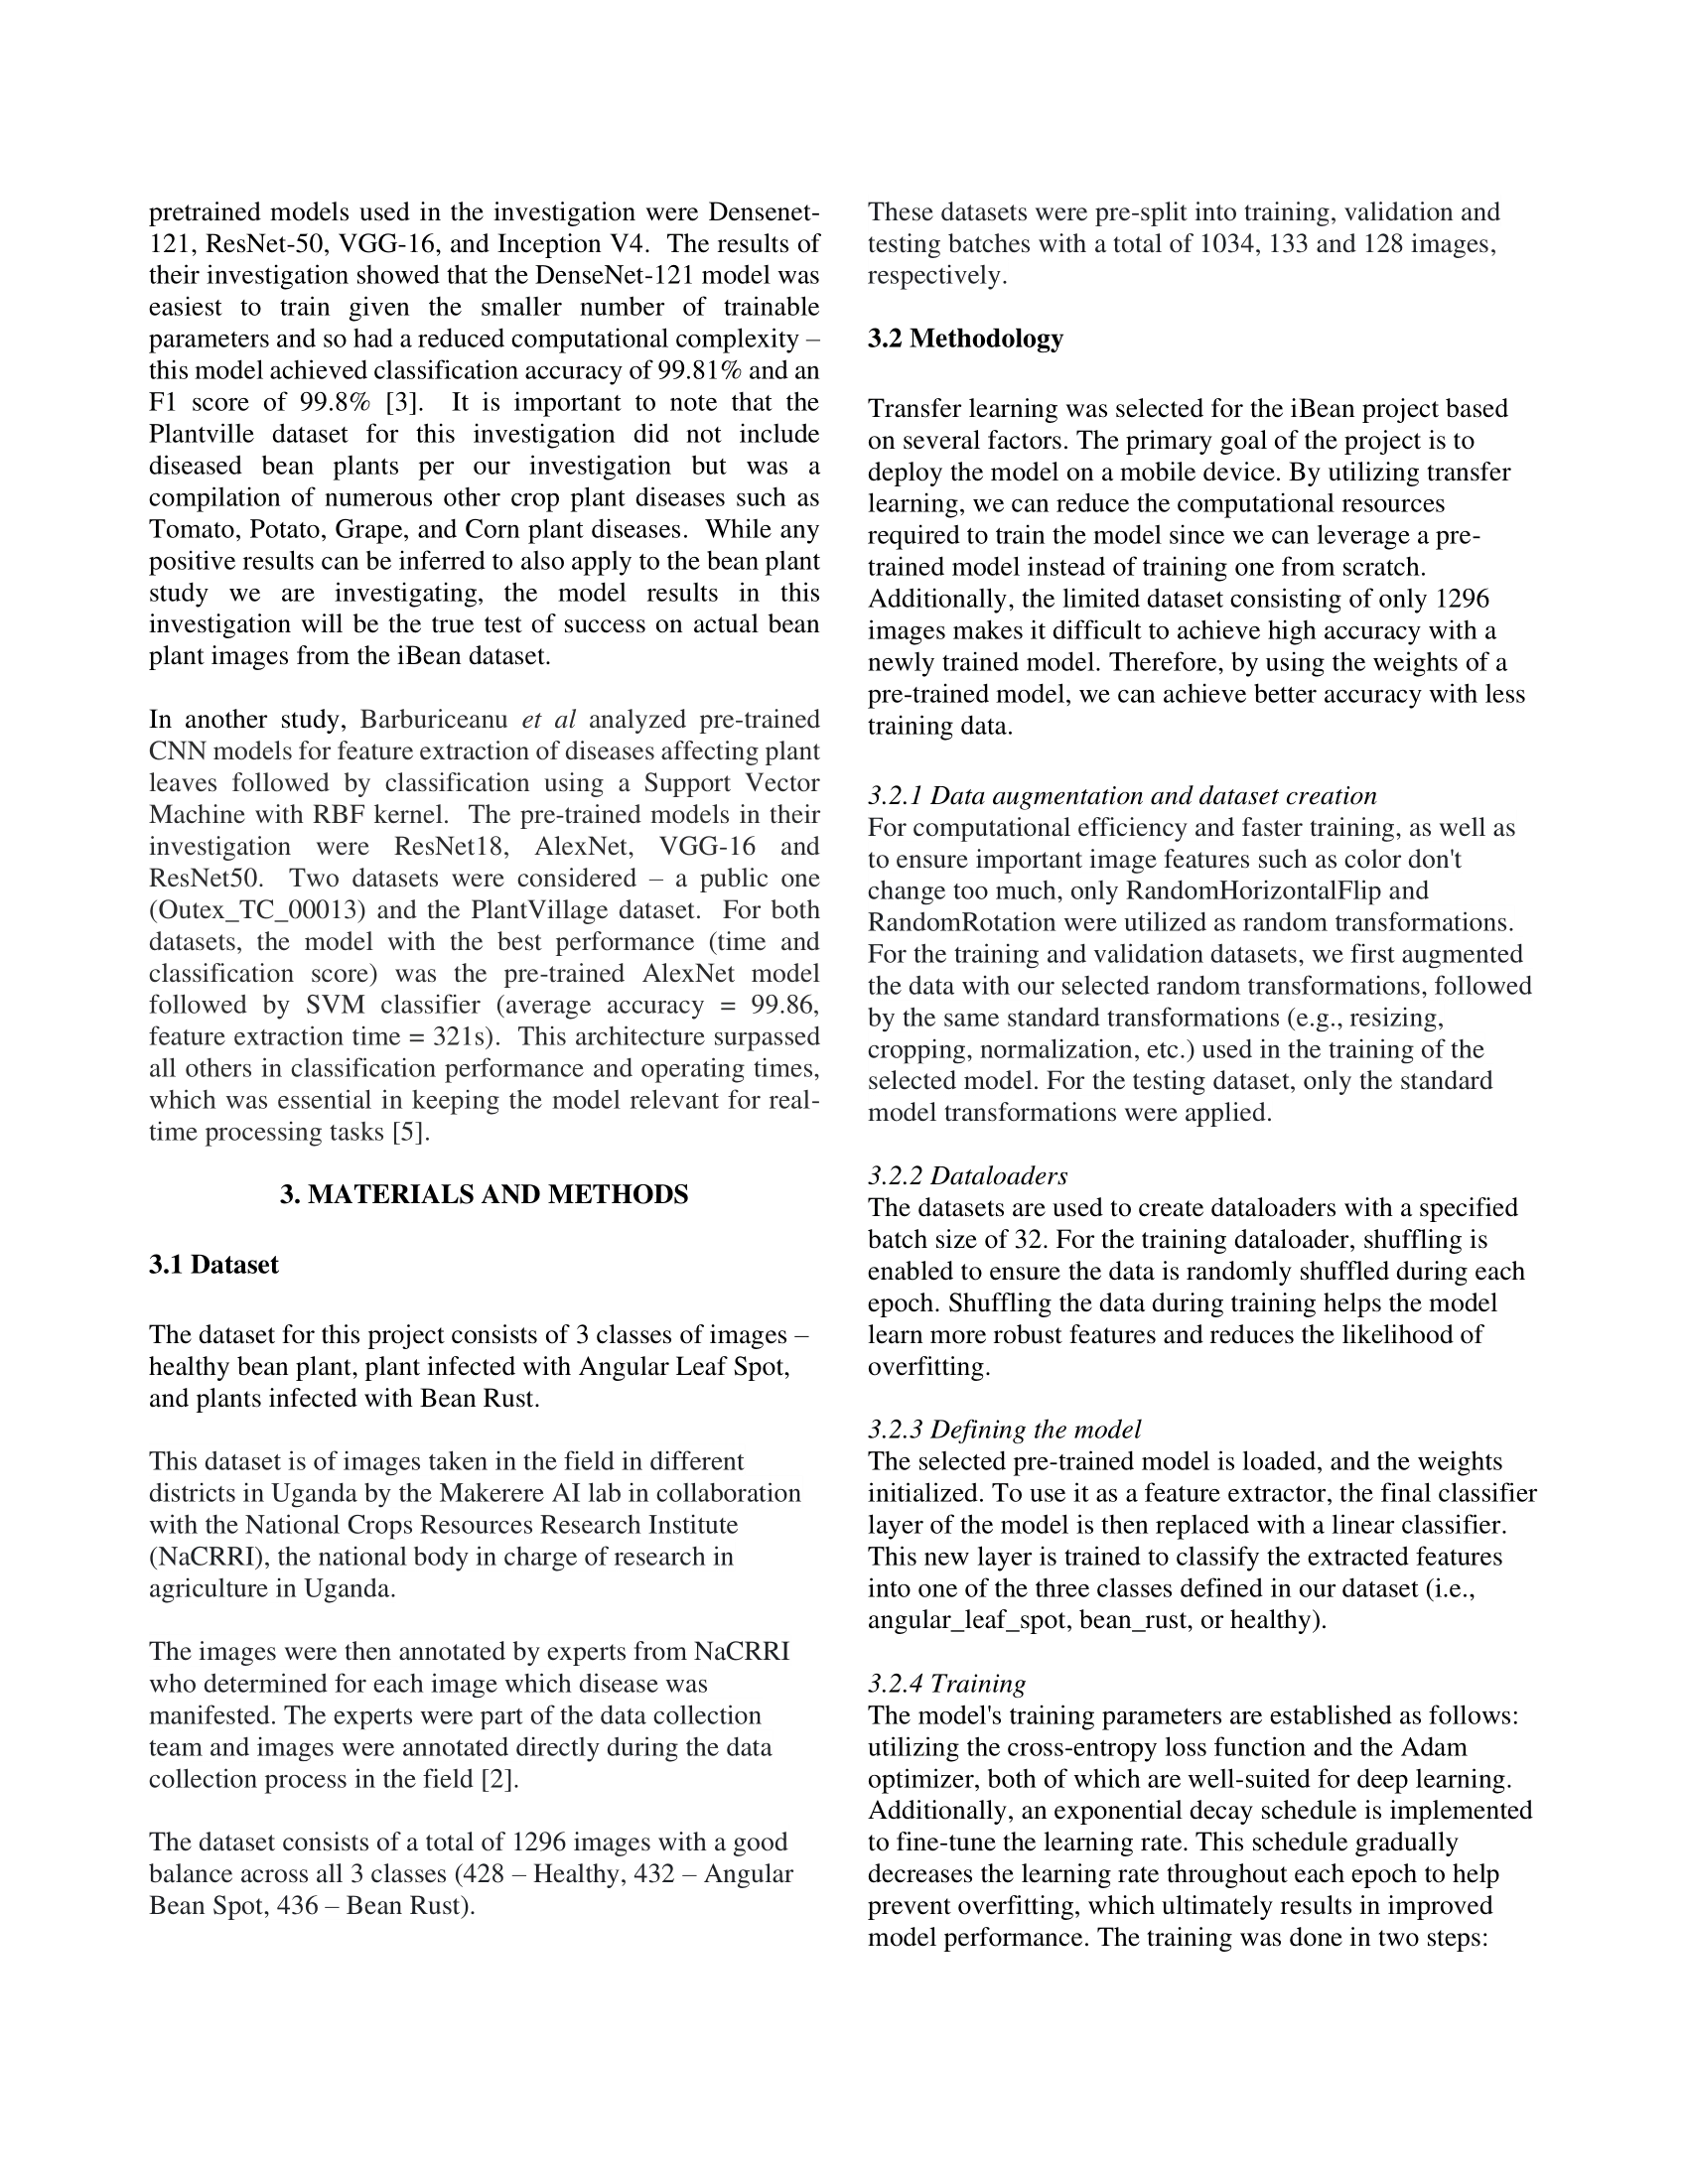 pretrained models used in the investigation were Densenet-
121, ResNet-50, VGG-16, and Inception V4. The results of
their investigation showed that the DenseNet-121 model was
easiest to train given the smaller number of trainable
parameters and so had a reduced computational complexity –
this model achieved classification accuracy of 99.81% and an
F1 score of 99.8% [3]. It is important to note that the
Plantville dataset for this investigation did not include
diseased bean plants per our investigation but was a
compilation of numerous other crop plant diseases such as
Tomato, Potato, Grape, and Corn plant diseases. While any
positive results can be inferred to also apply to the bean plant
study we are investigating, the model results in this
investigation will be the true test of success on actual bean
plant images from the iBean dataset.
In another study, Barburiceanu et al analyzed pre-trained
CNN models for feature extraction of diseases affecting plant
leaves followed by classification using a Support Vector
Machine with RBF kernel. The pre-trained models in their
investigation were ResNet18, AlexNet, VGG-16 and
ResNet50. Two datasets were considered – a public one
(Outex_TC_00013) and the PlantVillage dataset. For both
datasets, the model with the best performance (time and
classification score) was the pre-trained AlexNet model
followed by SVM classifier (average accuracy = 99.86,
feature extraction time = 321s). This architecture surpassed
all others in classification performance and operating times,
which was essential in keeping the model relevant for real-
time processing tasks [5].
3. MATERIALS AND METHODS
3.1 Dataset
The dataset for this project consists of 3 classes of images –
healthy bean plant, plant infected with Angular Leaf Spot,
and plants infected with Bean Rust.
This dataset is of images taken in the field in different
districts in Uganda by the Makerere AI lab in collaboration
with the National Crops Resources Research Institute
(NaCRRI), the national body in charge of research in
agriculture in Uganda.
The images were then annotated by experts from NaCRRI
who determined for each image which disease was
manifested. The experts were part of the data collection
team and images were annotated directly during the data
collection process in the field [2].
The dataset consists of a total of 1296 images with a good
balance across all 3 classes (428 – Healthy, 432 – Angular
Bean Spot, 436 – Bean Rust).
These datasets were pre-split into training, validation and
testing batches with a total of 1034, 133 and 128 images,
respectively.
3.2 Methodology
Transfer learning was selected for the iBean project based
on several factors. The primary goal of the project is to
deploy the model on a mobile device. By utilizing transfer
learning, we can reduce the computational resources
required to train the model since we can leverage a pre-
trained model instead of training one from scratch.
Additionally, the limited dataset consisting of only 1296
images makes it difficult to achieve high accuracy with a
newly trained model. Therefore, by using the weights of a
pre-trained model, we can achieve better accuracy with less
training data.
3.2.1 Data augmentation and dataset creation
For computational efficiency and faster training, as well as
to ensure important image features such as color don't
change too much, only RandomHorizontalFlip and
RandomRotation were utilized as random transformations.
For the training and validation datasets, we first augmented
the data with our selected random transformations, followed
by the same standard transformations (e.g., resizing,
cropping, normalization, etc.) used in the training of the
selected model. For the testing dataset, only the standard
model transformations were applied.
3.2.2 Dataloaders
The datasets are used to create dataloaders with a specified
batch size of 32. For the training dataloader, shuffling is
enabled to ensure the data is randomly shuffled during each
epoch. Shuffling the data during training helps the model
learn more robust features and reduces the likelihood of
overfitting.
3.2.3 Defining the model
The selected pre-trained model is loaded, and the weights
initialized. To use it as a feature extractor, the final classifier
layer of the model is then replaced with a linear classifier.
This new layer is trained to classify the extracted features
into one of the three classes defined in our dataset (i.e.,
angular_leaf_spot, bean_rust, or healthy).
3.2.4 Training
The model's training parameters are established as follows:
utilizing the cross-entropy loss function and the Adam
optimizer, both of which are well-suited for deep learning.
Additionally, an exponential decay schedule is implemented
to fine-tune the learning rate. This schedule gradually
decreases the learning rate throughout each epoch to help
prevent overfitting, which ultimately results in improved
model performance. The training was done in two steps: